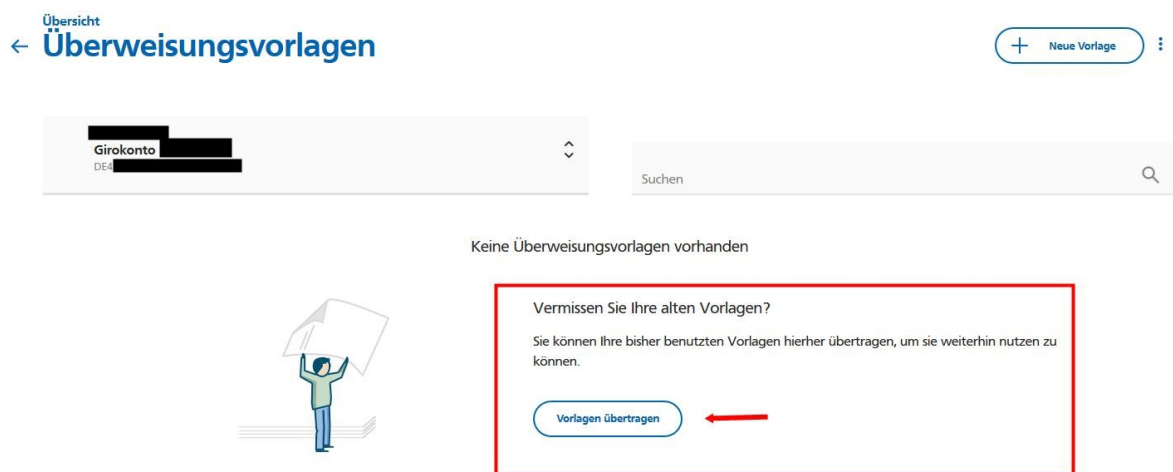 Übersicht
Überweisungsvorlagen
Neue Vorlage
Girokonto
DE4
Suchen
Keine Überweisungsvorlagen vorhanden
Vermissen Sie Ihre alten Vorlagen?
Sie können Ihre bisher benutzten Vorlagen hierher übertragen, um sie weiterhin nutzen zu
können.
Vorlagen übertragen